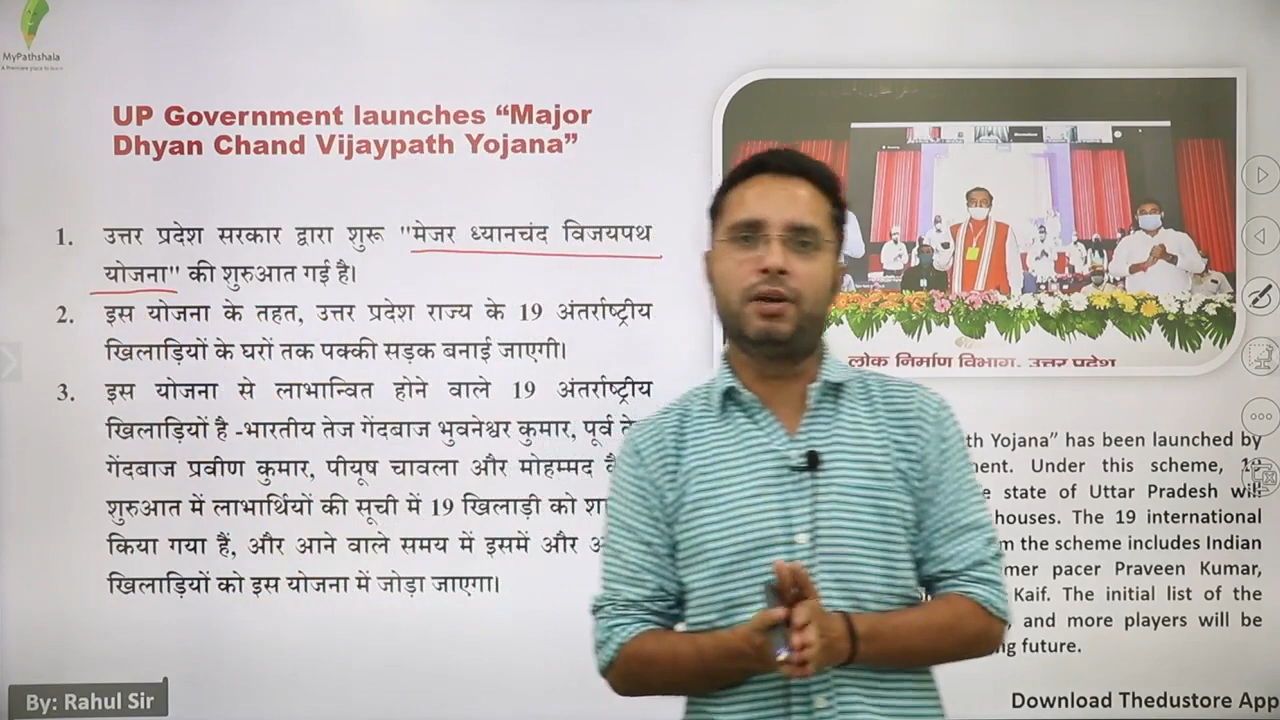 MyPathshala
UP Government launches “Major
Dhyan Chand Vijaypath Yojana”
1. उत्तर प्रदेश सरकार द्वारा शुरू "मेजर ध्यानचंद विजयपथ
योजना" की शुरुआत गई है।
2. इस योजना के तहत, उत्तर प्रदेश राज्य के 19 अंतर्राष्ट्रीय
खिलाड़ियों के घरों तक पक्की सड़क बनाई जाएगी।
3. इस योजना से लाभान्वित होने वाले 19 अंतर्राष्ट्रीय
खिलाड़ियों है -भारतीय तेज गेंदबाज भुवनेश्वर कुमार, पूर्व
गेंदबाज प्रवीण कुमार, पीयूष चावला और मोहम्मद
शुरुआत में लाभार्थियों की सूची में 19 खिलाड़ी को
किया गया हैं, और आने वाले समय में इसमें और
खिलाड़ियों को इस योजना में जोड़ा जाएगा।
लोक निर्माण विभाग, उत्तर प्रदेश
Yojana” has been launched by
Under this scheme,
state of Uttar Pradesh will
houses. The 19 international
the scheme includes Indian
pacer Praveen Kumar,
Kaif. The initial list of the
, and more players will be
future.
By: Rahul Sir
Download Thedustore App